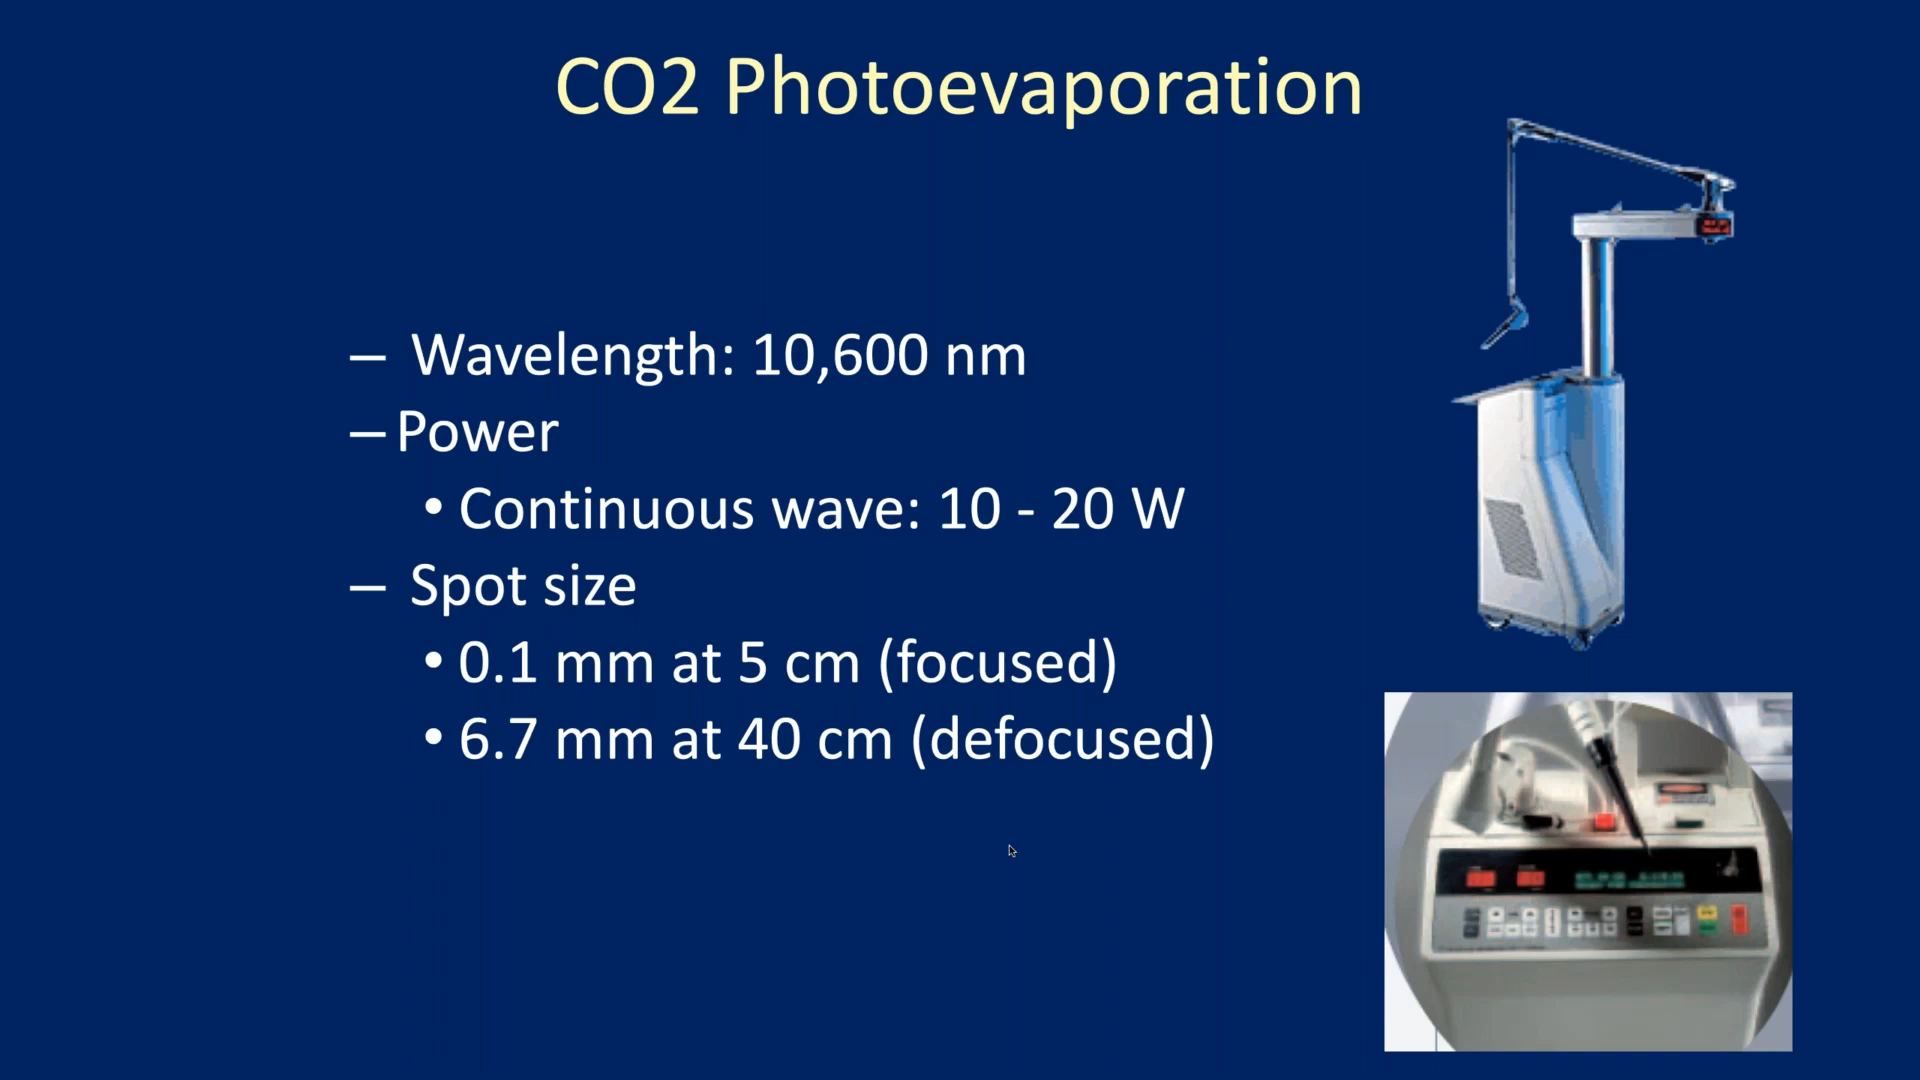 CO2 Photoevaporation
– Wavelength: 10,600 nm
– Power
• Continuous wave: 10 - 20 W
– Spot size
• 0.1 mm at 5 cm (focused)
• 6.7 mm at 40 cm (defocused)